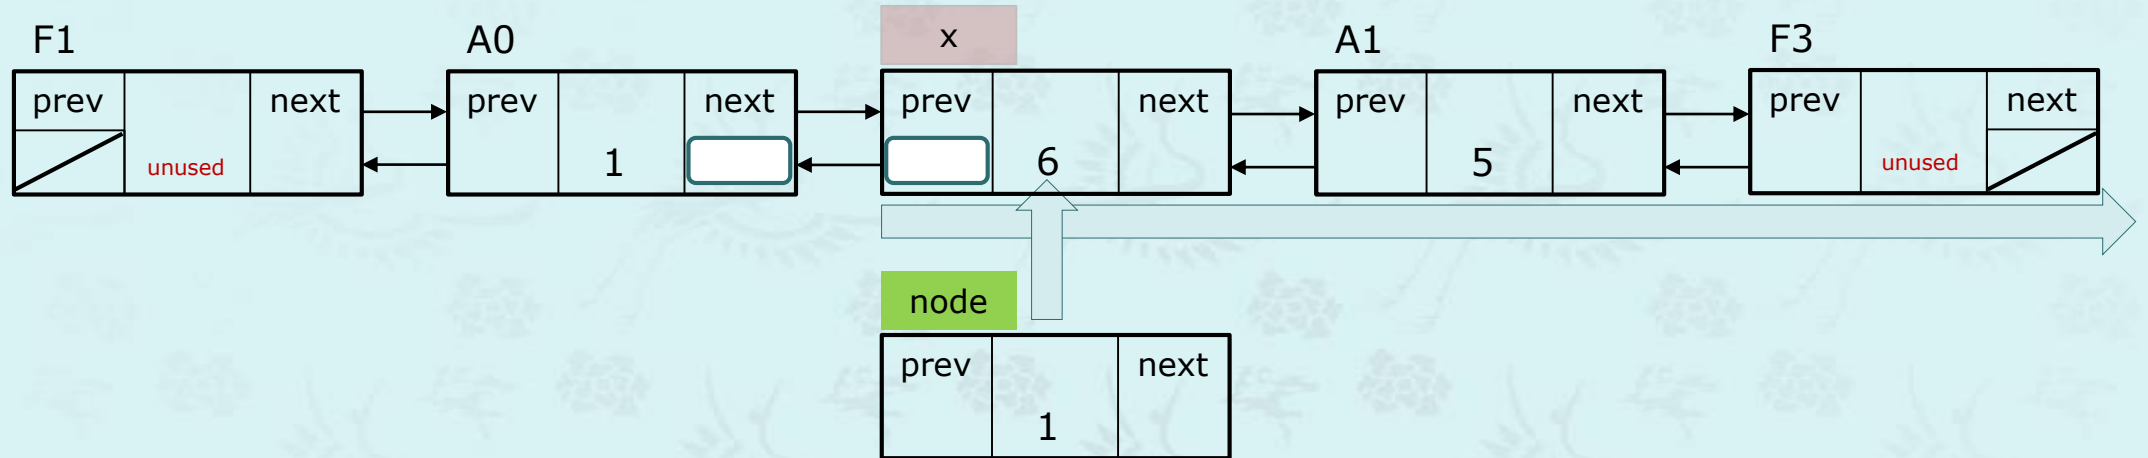 F1
A0
x
A1
F3
prev
next
prev
next
prev
next
prev
next
prev
next
unused
1
6
5
unused
node
prev
next
1